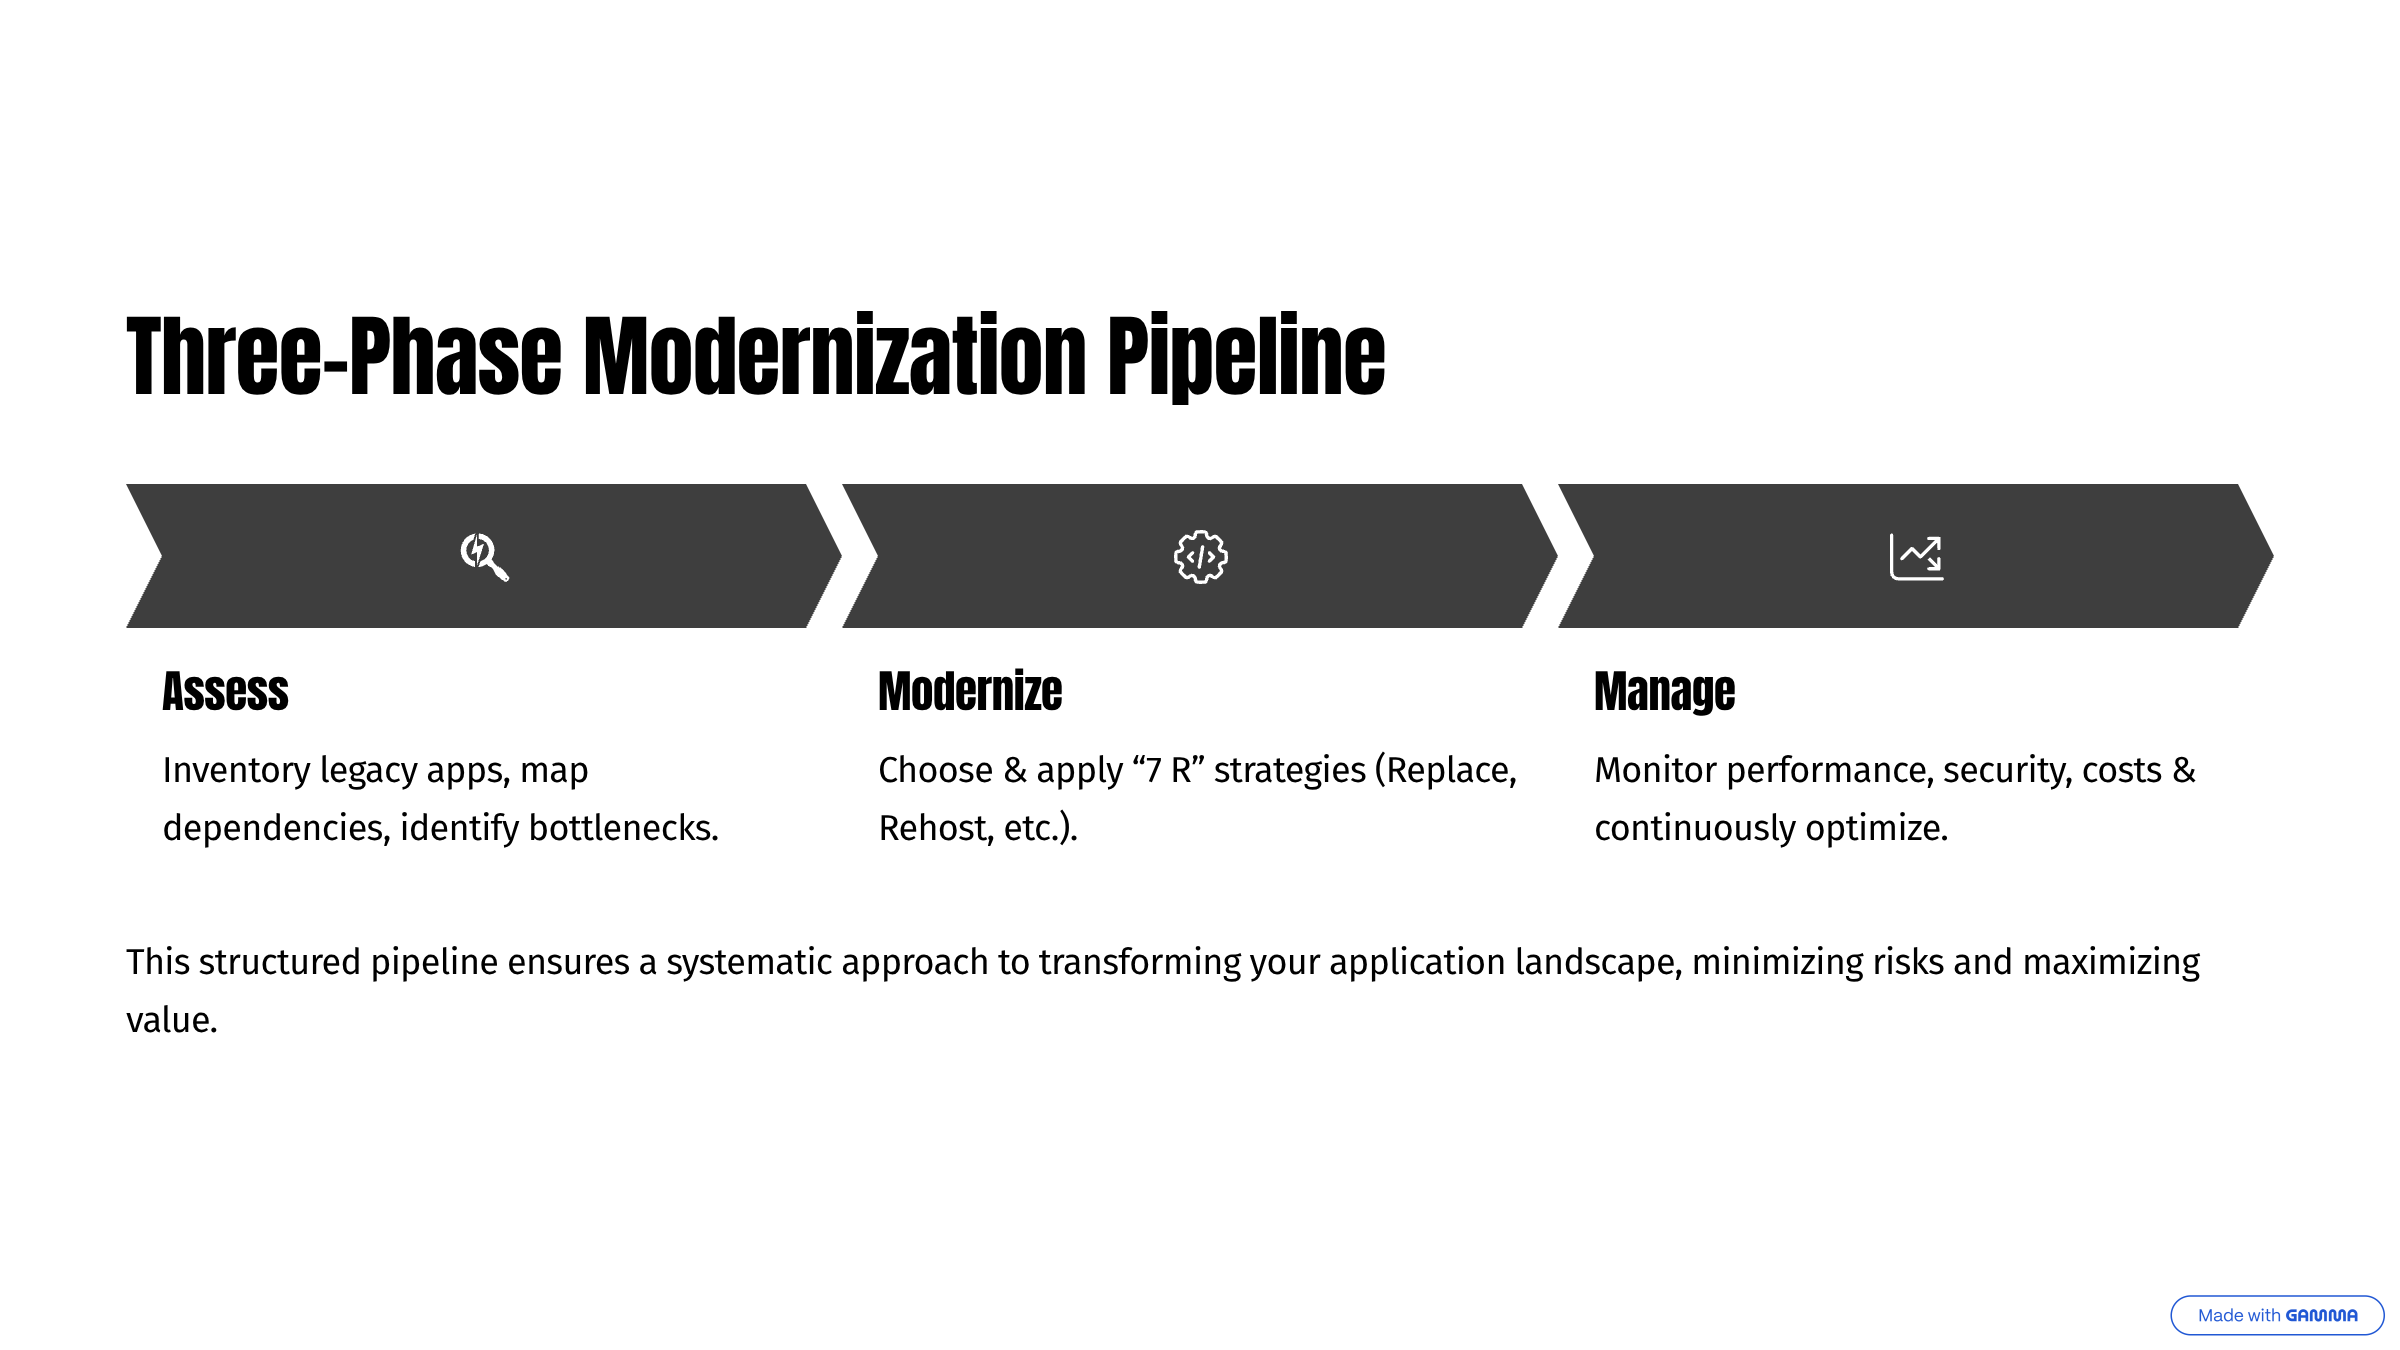 Three-Phase Modernization Pipeline
Assess
Inventory legacy apps, map
dependencies, identify bottlenecks.
Modernize
Choose & apply “7 R” strategies (Replace,
Rehost, etc.).
Manage
Monitor performance, security, costs &
continuously optimize.
This structured pipeline ensures a systematic approach to transforming your application landscape, minimizing risks and maximizing
value.
Made with GAMMA